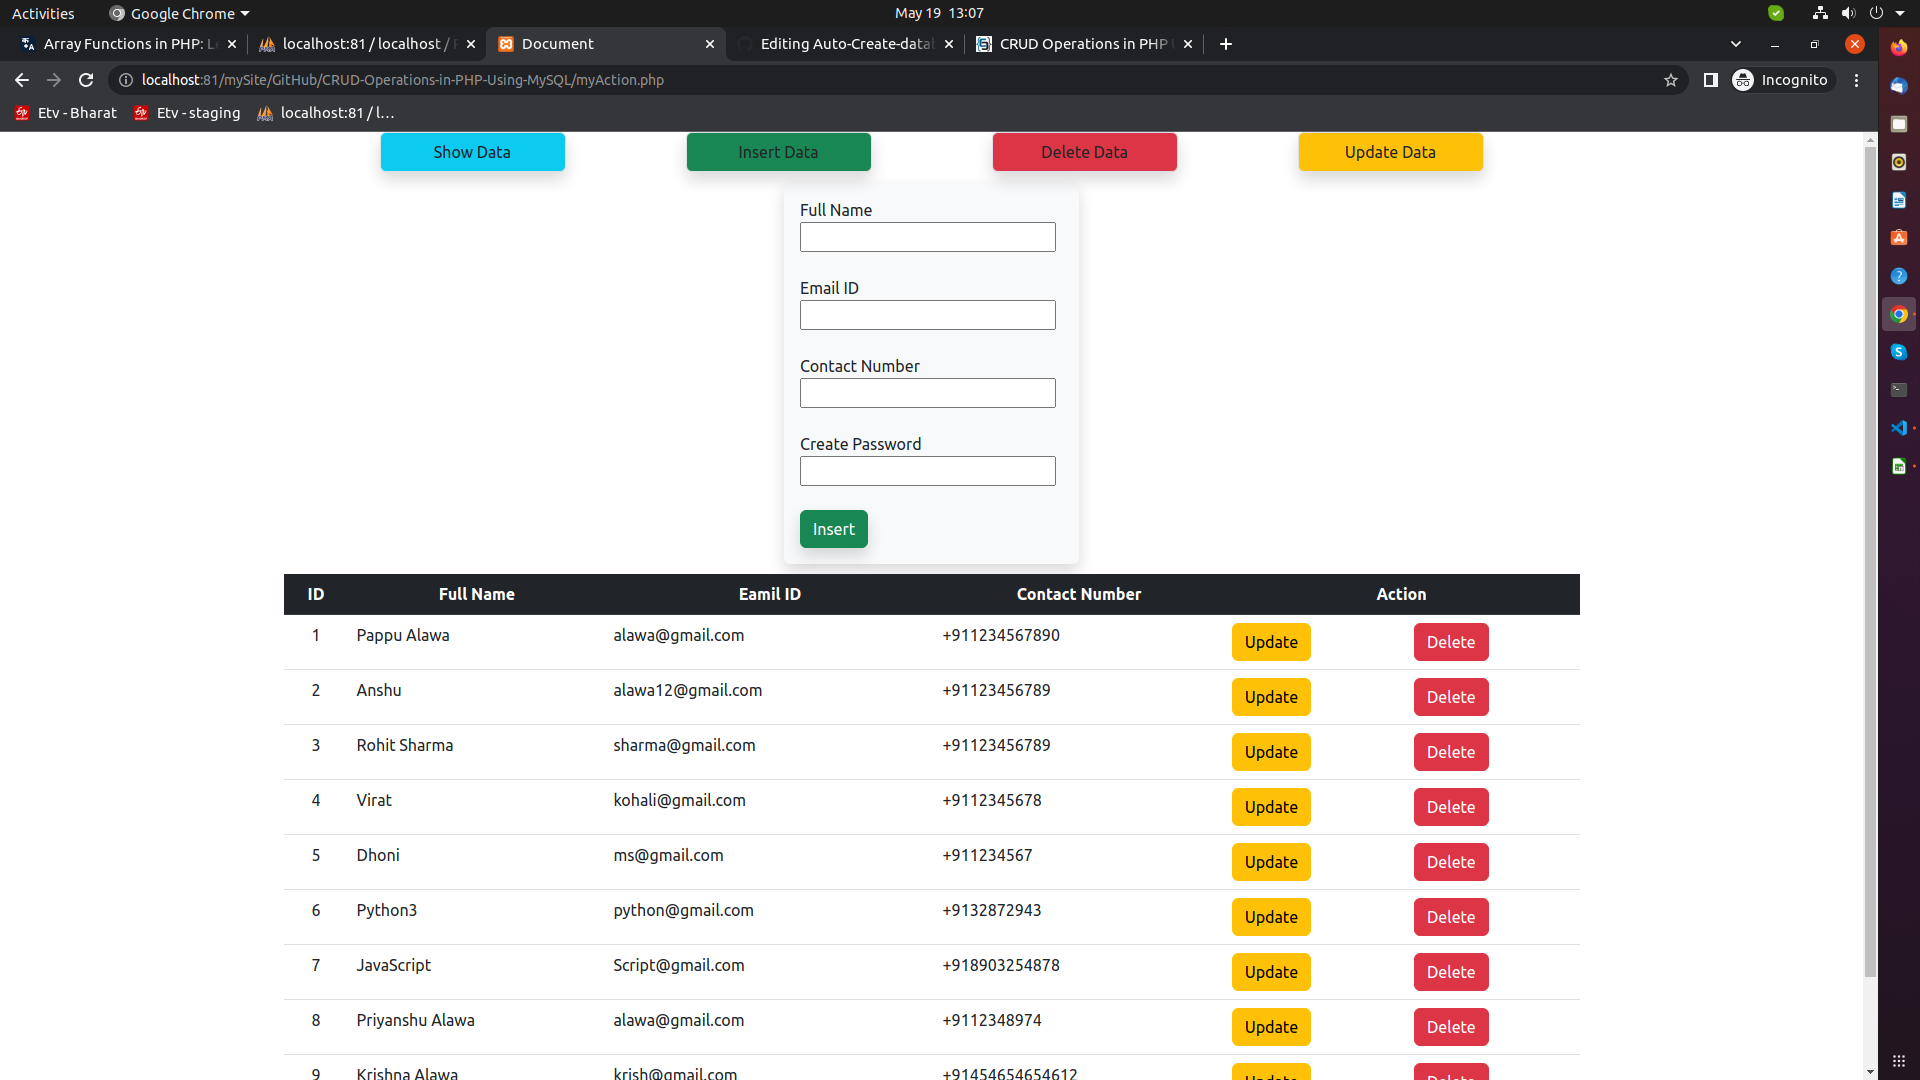 Activities Google Chrome May 19 13:07
Array Functions in PHP: Le localhost:81 / localhost / P Document Editing Auto-Create-datab CRUD Operations in PHP U
localhost:81/mySite/GitHub/CRUD-Operations-in-PHP-Using-MySQL/myAction.php Incognito
Etv - Bharat Etv - staging localhost:81 / l...
Show Data Insert Data Delete Data Update Data
Full Name
Email ID
Contact Number
Create Password
Insert
ID Full Name Eamil ID Contact Number Action
1 Pappu Alawa alawa@gmail.com +911234567890 Update Delete
2 Anshu alawa12@gmail.com +91123456789 Update Delete
3 Rohit Sharma sharma@gmail.com +91123456789 Update Delete
4 Virat kohali@gmail.com +9112345678 Update Delete
5 Dhoni ms@gmail.com +911234567 Update Delete
6 Python3 python@gmail.com +9132872943 Update Delete
7 JavaScript Script@gmail.com +918903254878 Update Delete
8 Priyanshu Alawa alawa@gmail.com +9112348974 Update Delete
9 Krishna Alawa krish@gmail.com +91454654654612 Update Delete